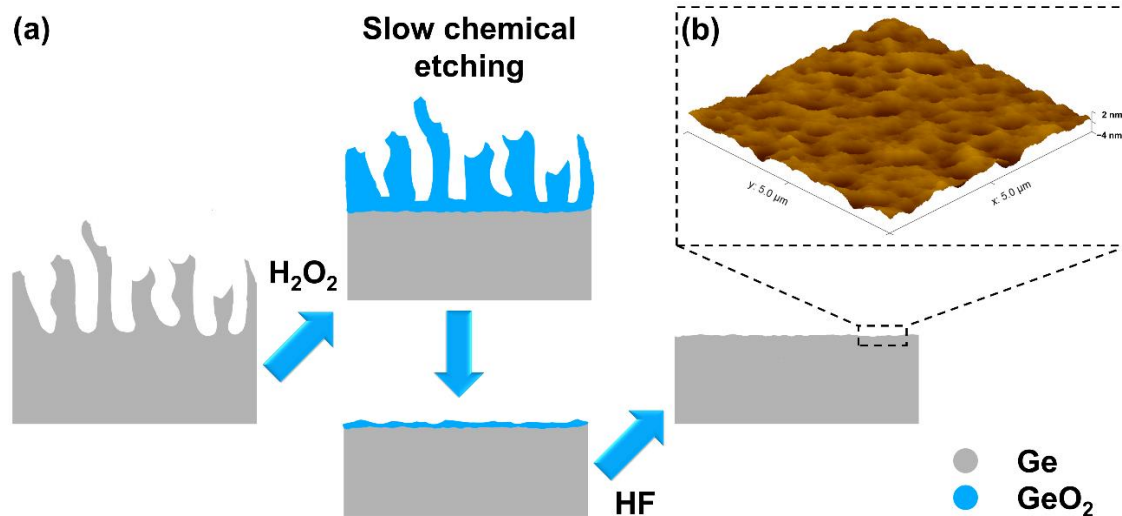 (a)
Slow chemical
etching
(b)
2 nm
−4 nm
y: 5.0 µm
x: 5.0 µm
H₂O₂
HF
Ge
GeO₂